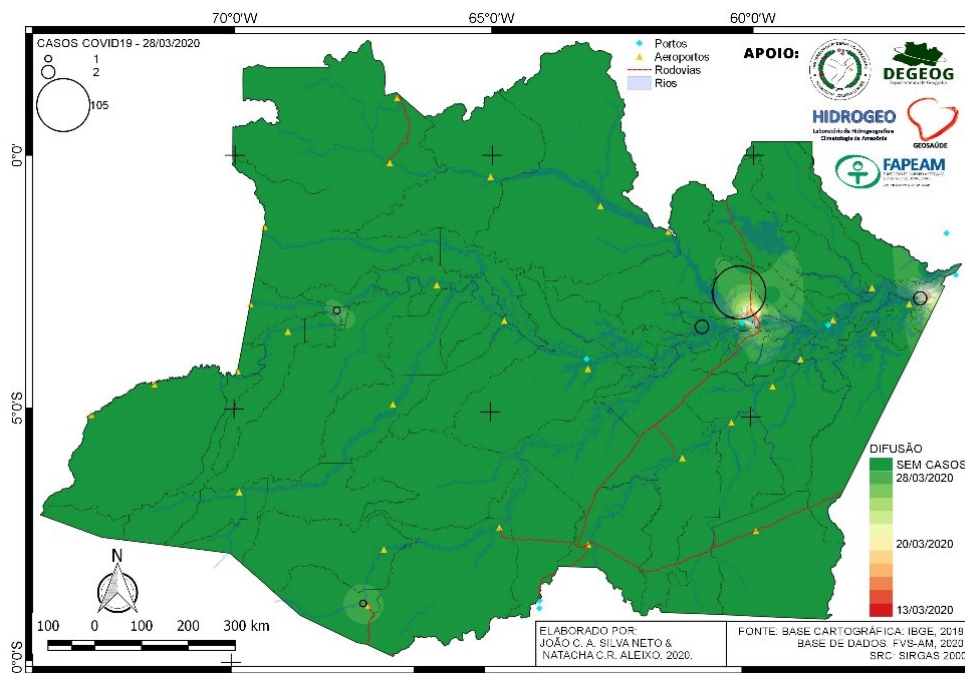 70°0'W
65°0'W
60°0'W
CASOS COVID19 - 28/03/2020
1
2
105
Portos
Aeroportos
Rodovias
Rios
APOIO:
DEGEOG
HIDROGEO
Laboratório de Hidrogeografia e
Climatologia da Amazônia
GEOSAÚDE
FAPEAM
0°0'
5°0'S
0°0'S
DIFUSÃO
SEM CASOS
28/03/2020
20/03/2020
13/03/2020
N
100 0 100 200 300 km
ELABORADO POR:
JOÃO C. A. SILVA NETO &
NATACHA C.R. ALEIXO, 2020.
FONTE: BASE CARTOGRÁFICA: IBGE, 2018
BASE DE DADOS: FVS-AM, 2020
SRC: SIRGAS 2000